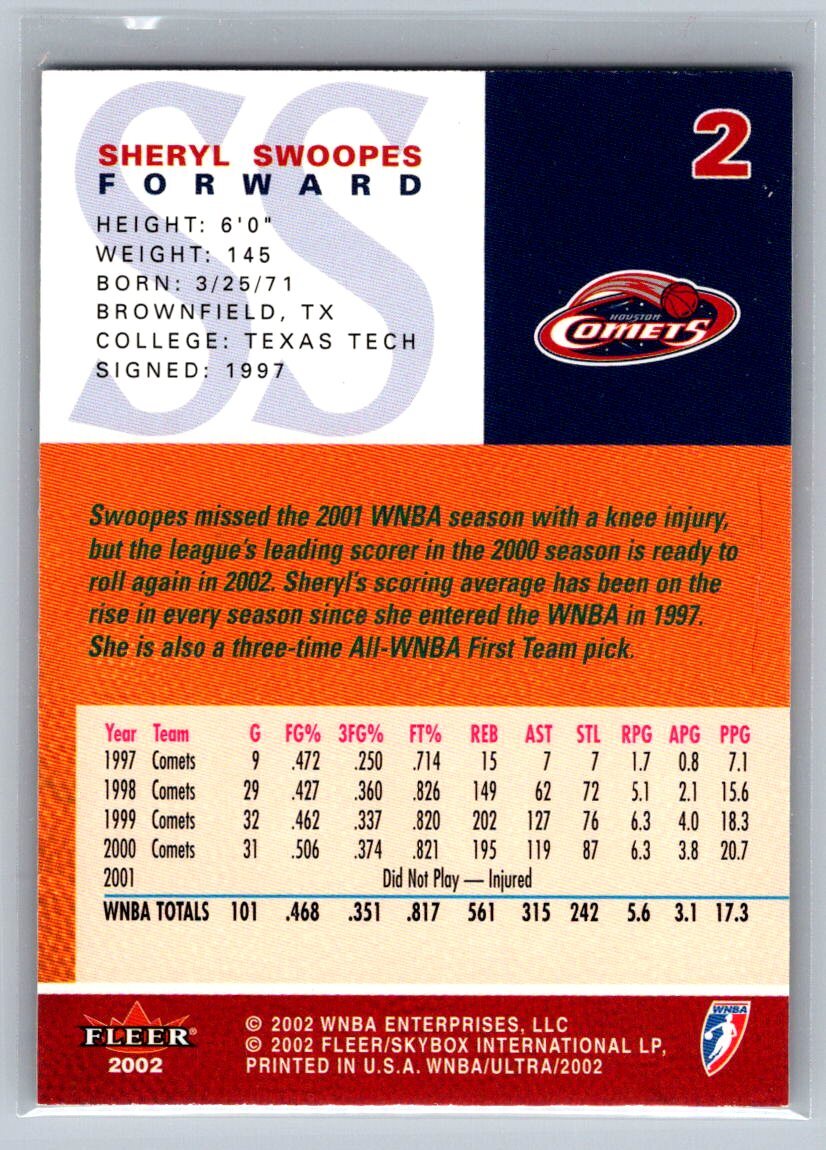 2
SHERYL SWOOPES
FORWARD
HEIGHT: 6'0"
WEIGHT: 145
BORN: 3/25/71
BROWNFIELD, TX
COLLEGE: TEXAS TECH
SIGNED: 1997
SS
HOUSTON
COMETS
Swoopes missed the 2001 WNBA season with a knee injury,
but the league's leading scorer in the 2000 season is ready to
roll again in 2002. Sheryl's scoring average has been on the
rise in every season since she entered the WNBA in 1997.
She is also a three-time All-WNBA First Team pick.
Year Team G FG% 3FG% FT% REB AST STL RPG APG PPG
1997 Comets 9 .472 .250 .714 15 7 7 1.7 0.8 7.1
1998 Comets 29 .427 .360 .826 149 62 72 5.1 2.1 15.6
1999 Comets 32 .462 .337 .820 202 127 76 6.3 4.0 18.3
2000 Comets 31 .506 .374 .821 195 119 87 6.3 3.8 20.7
2001 Did Not Play — Injured
WNBA TOTALS 101 .468 .351 .817 561 315 242 5.6 3.1 17.3
FLEER®
2002
© 2002 WNBA ENTERPRISES, LLC
© 2002 FLEER/SKYBOX INTERNATIONAL LP,
PRINTED IN U.S.A. WNBA/ULTRA/2002
WNBA